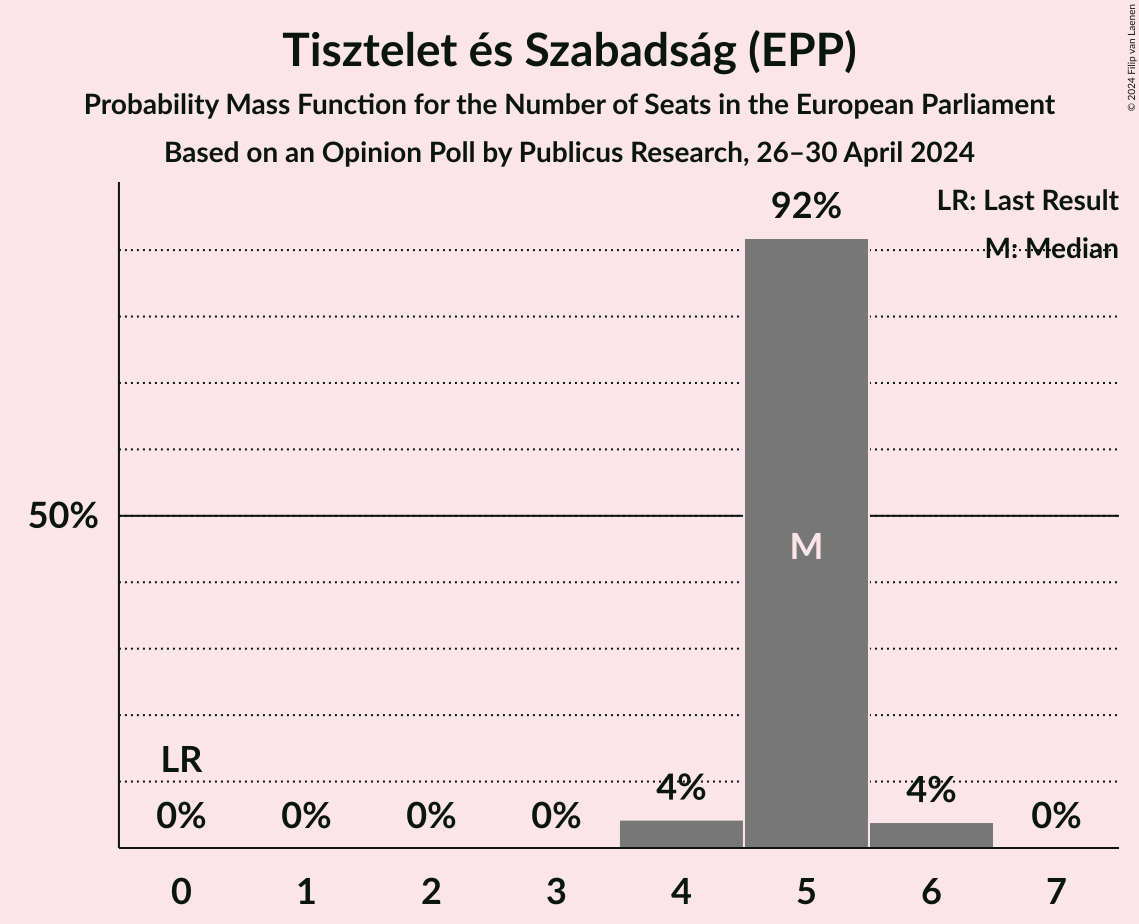 Tisztelet és Szabadság (EPP)
Probability Mass Function for the Number of Seats in the European Parliament
Based on an Opinion Poll by Publicus Research, 26–30 April 2024
© 2024 Filip van Laenen
LR: Last Result
M: Median
92%
50%
M
LR
0%
0%
0%
0%
4%
4%
0%
0
1
2
3
4
5
6
7